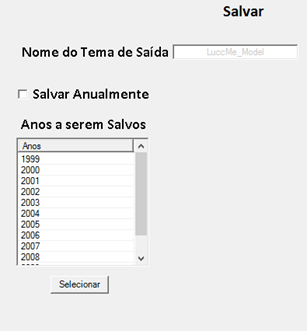 Salvar
Nome do Tema de Saída LuccMe_Model
Salvar Anualmente
Anos a serem Salvos
Anos
1999
2000
2001
2002
2003
2004
2005
2006
2007
2008
Selecionar